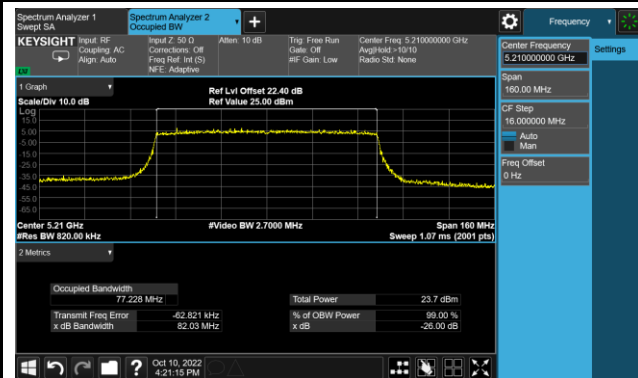 Spectrum Analyzer 1
Swept SA
Spectrum Analyzer 2
Occupied BW
Frequency
KEYSIGHT
Input: RF
Coupling: AC
Align: Auto
Input Z: 50 Ω
Corrections: Off
Freq Ref: Int (S)
NFE: Adaptive
Atten: 10 dB
Trig: Free Run
Gate: Off
#IF Gain: Low
Center Freq: 5.210000000 GHz
Avg|Hold:>10/10
Radio Std: None
Center Frequency
5.210000000 GHz
Settings
Span
160.00 MHz
CF Step
16.000000 MHz
Auto
Man
Freq Offset
0 Hz
1 Graph
Scale/Div 10.0 dB
Ref Lvl Offset 22.40 dB
Ref Value 25.00 dBm
Log
15.0
5.00
-5.00
-15.0
-25.0
-35.0
-45.0
-55.0
-65.0
Center 5.21 GHz
#Res BW 820.00 kHz
#Video BW 2.7000 MHz
Span 160 MHz
Sweep 1.07 ms (2001 pts)
2 Metrics
Occupied Bandwidth
77.228 MHz
Total Power
23.7 dBm
Transmit Freq Error
-62.821 kHz
% of OBW Power
99.00 %
x dB Bandwidth
82.03 MHz
x dB
-26.00 dB
Oct 10, 2022
4:21:15 PM